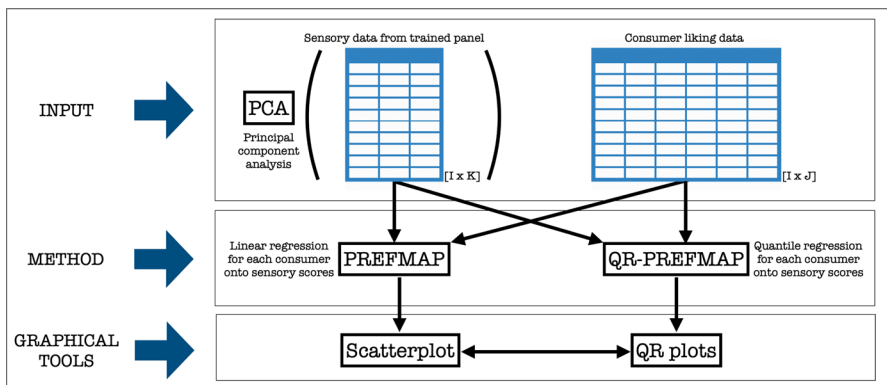 Sensory data from trained panel
Consumer liking data
INPUT
PCA
Principal
component
analysis
[I x K]
[I x J]
METHOD
Linear regression
for each consumer
onto sensory scores
PREFMAP
QR-PREFMAP
Quantile regression
for each consumer
onto sensory scores
GRAPHICAL
TOOLS
Scatterplot
QR plots